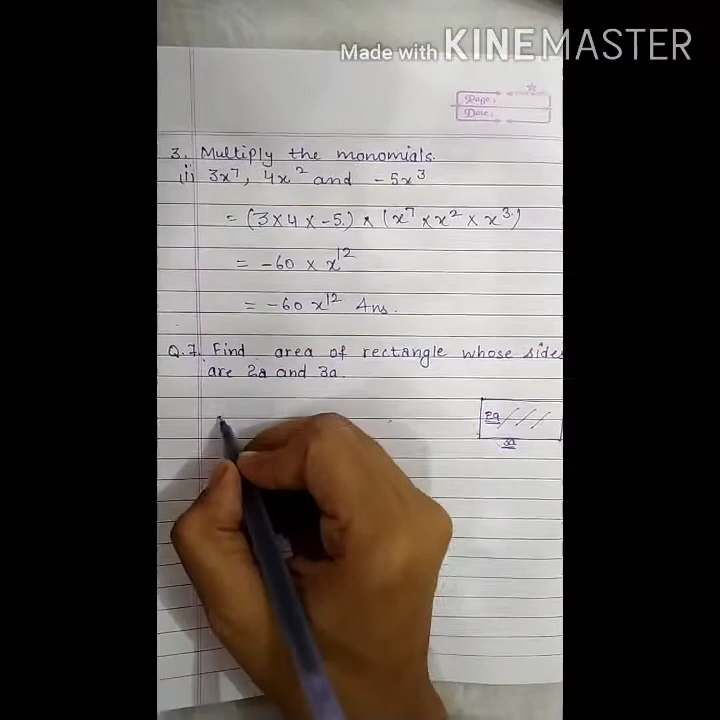 Made with KINEMASTER
Page:
Date:
3. Multiply the monomials.
(i) 3x⁷, 4x² and -5x³
= (3×4×-5) × (x⁷ × x² × x³)
= -60 × x¹²
= -60 x¹² Ans.
Q.7. Find area of rectangle whose sides
are 2a and 3a.
2a
3a